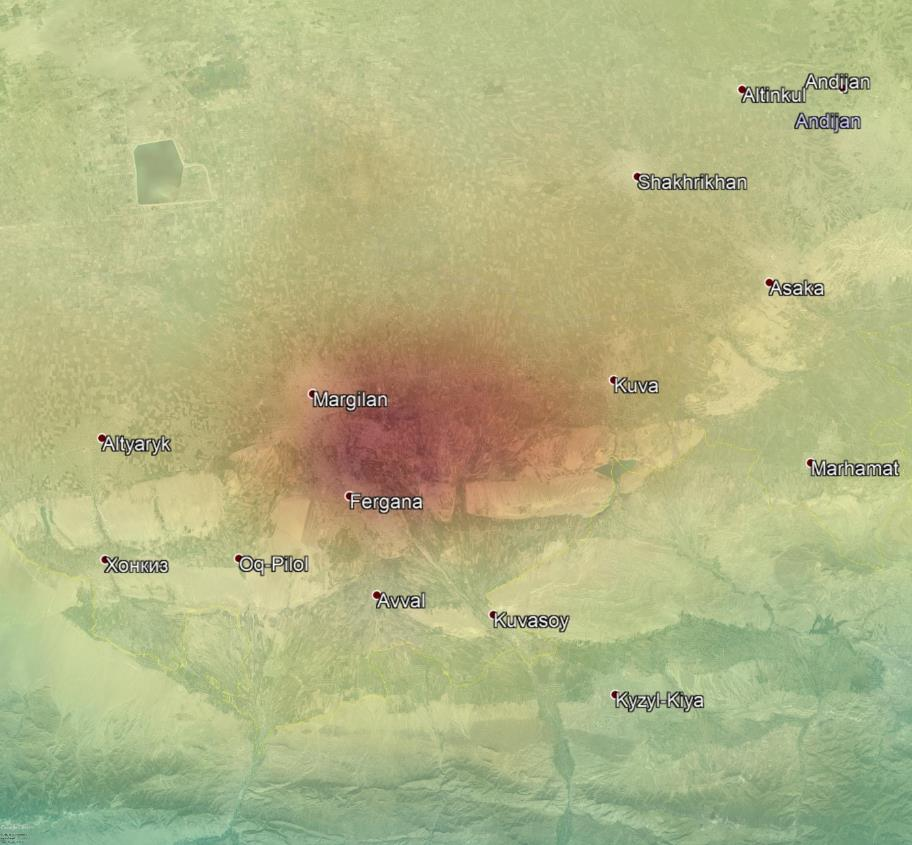 Andijan
Altinkul
Andijan
Shakhrikhan
Asaka
Kuva
Margilan
Altyaryk
Marhamat
Fergana
Хонкиз
Oq-Pilol
Avval
Kuvasoy
Kyzyl-Kiya